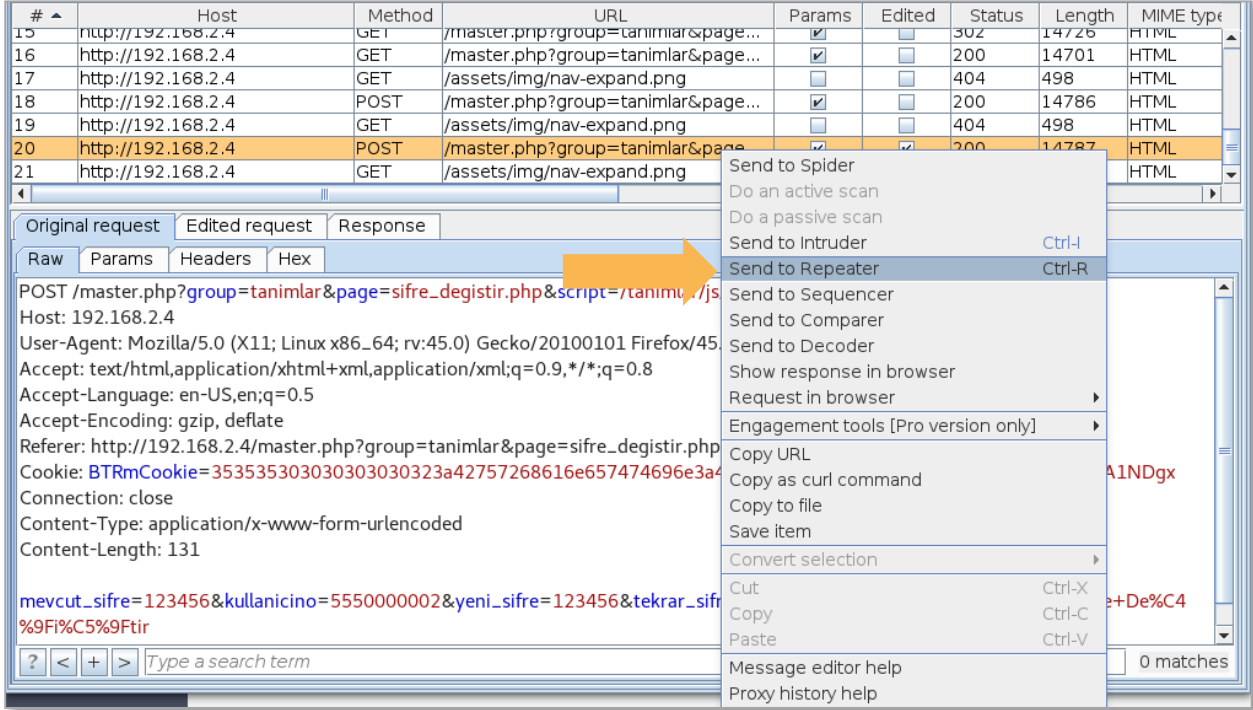 # Host Method URL Params Edited Status Length MIME type
15 http://192.168.2.4 GET /master.php?group=tanimlar&page... 302 14726 HTML
16 http://192.168.2.4 GET /master.php?group=tanimlar&page... 200 14701 HTML
17 http://192.168.2.4 GET /assets/img/nav-expand.png 404 498 HTML
18 http://192.168.2.4 POST /master.php?group=tanimlar&page... 200 14786 HTML
19 http://192.168.2.4 GET /assets/img/nav-expand.png 404 498 HTML
20 http://192.168.2.4 POST /master.php?group=tanimlar&page 200 14787 HTML
21 http://192.168.2.4 GET /assets/img/nav-expand.png HTML
Original request Edited request Response
Raw Params Headers Hex
POST /master.php?group=tanimlar&page=sifre_degistir.php&script=/tanimlar/js
Host: 192.168.2.4
User-Agent: Mozilla/5.0 (X11; Linux x86_64; rv:45.0) Gecko/20100101 Firefox/45.
Accept: text/html,application/xhtml+xml,application/xml;q=0.9,*/*;q=0.8
Accept-Language: en-US,en;q=0.5
Accept-Encoding: gzip, deflate
Referer: http://192.168.2.4/master.php?group=tanimlar&page=sifre_degistir.php
Cookie: BTRmCookie=353535303030303030323a42757268616e657474696e3a4 A1NDgx
Connection: close
Content-Type: application/x-www-form-urlencoded
Content-Length: 131
mevcut_sifre=123456&kullanicino=5550000002&yeni_sifre=123456&tekrar_sifr e+De%C4
%9Fi%C5%9Ftir
? < + > Type a search term 0 matches
Send to Spider
Do an active scan
Do a passive scan
Send to Intruder Ctrl-I
Send to Repeater Ctrl-R
Send to Sequencer
Send to Comparer
Send to Decoder
Show response in browser
Request in browser
Engagement tools [Pro version only]
Copy URL
Copy as curl command
Copy to file
Save item
Convert selection
Cut Ctrl-X
Copy Ctrl-C
Paste Ctrl-V
Message editor help
Proxy history help